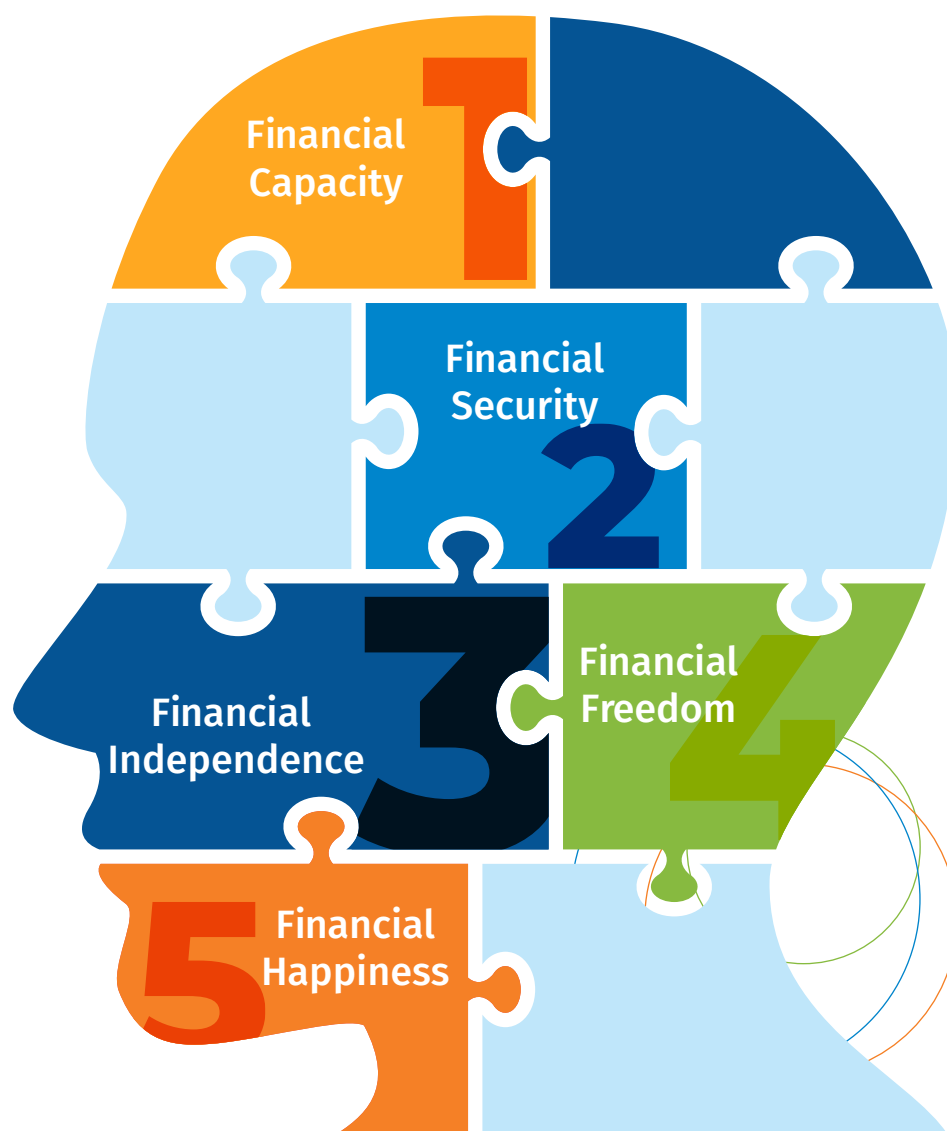 1
Financial
Capacity
Financial
Security
2
3
Financial
Independence
Financial
Freedom
4
5
Financial
Happiness